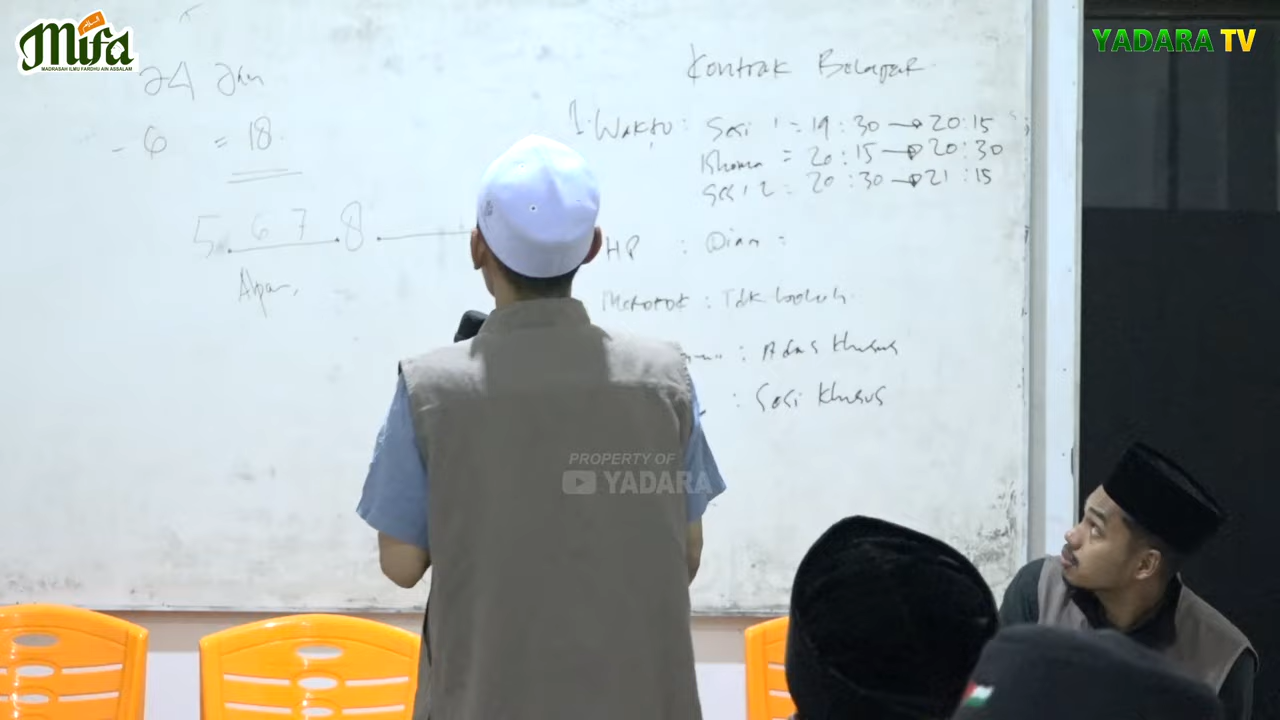 Mifa
MADRASAH ILMU FARDHU AIN ASSALAM
YADARA TV
24 Jam
- 6 = 18
5 6 7 8
Kontrak Belajar
1. Waktu : Sesi 1 = 19:30 → 20:15
= 20:15 → 20:30
Sesi 2 = 20:30 → 21:15
HP : Diam
Merokok : Tdk boleh
: Adas Khusus
: Sesi Khusus
PROPERTY OF
YADARA